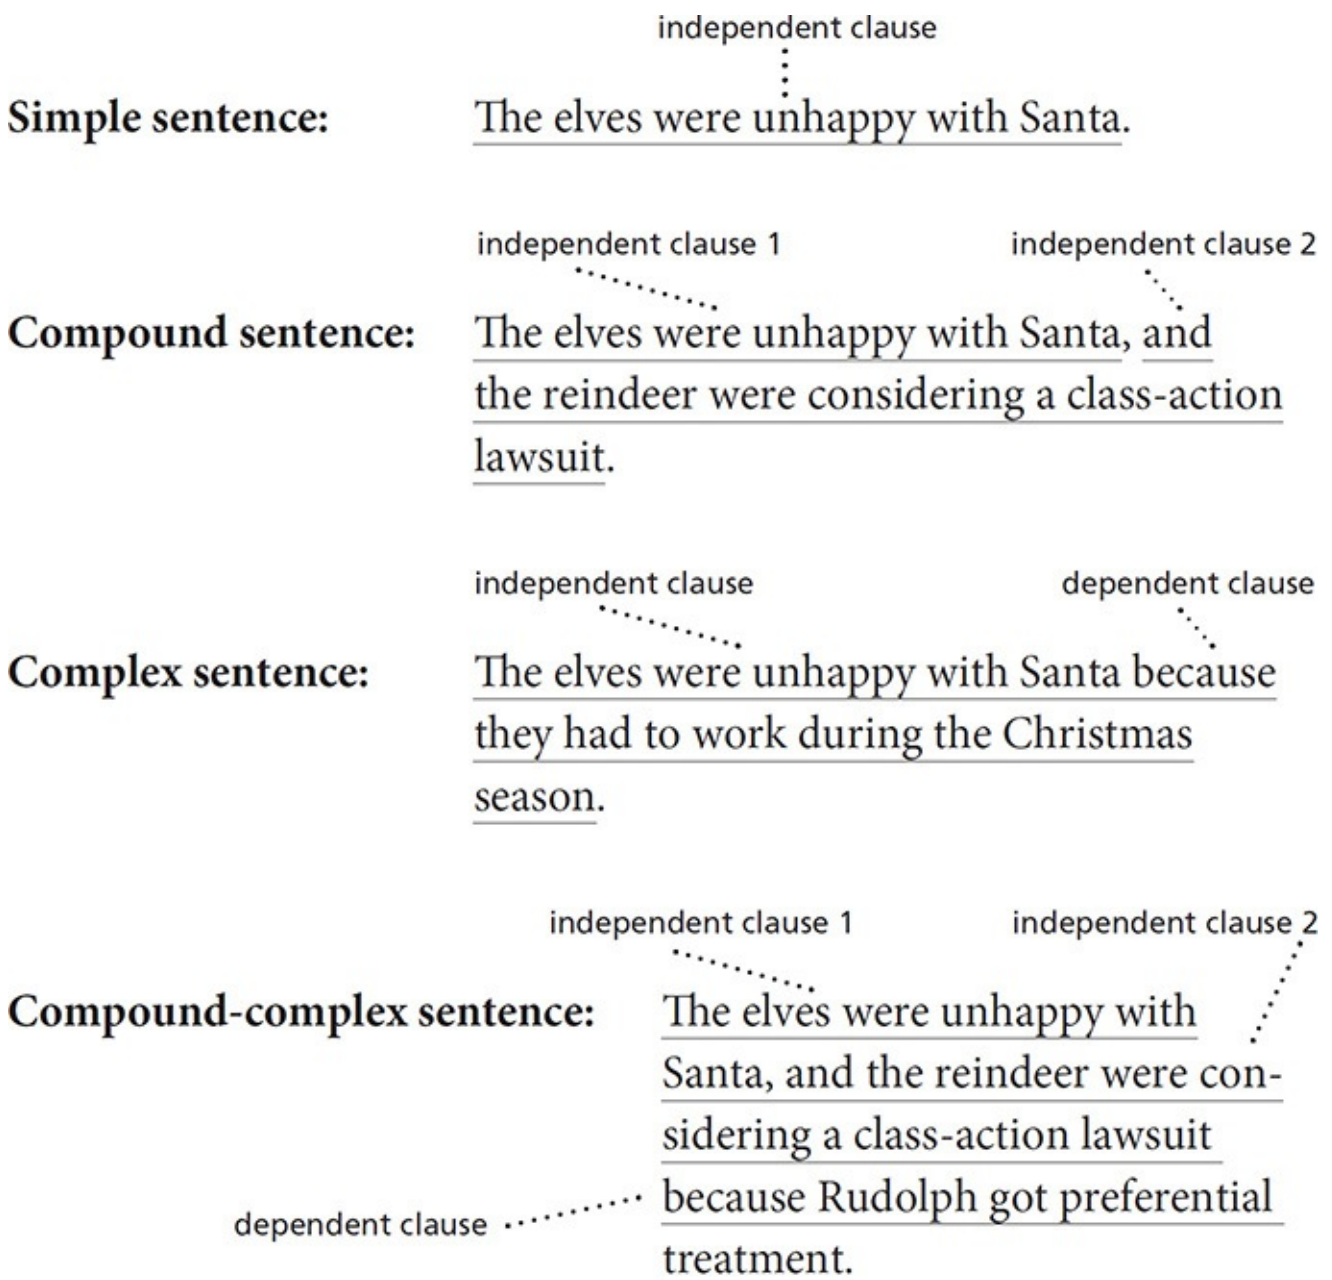 independent clause
Simple sentence: The elves were unhappy with Santa.
independent clause 1 independent clause 2
Compound sentence: The elves were unhappy with Santa, and
the reindeer were considering a class-action
lawsuit.
independent clause dependent clause
Complex sentence: The elves were unhappy with Santa because
they had to work during the Christmas
season.
independent clause 1 independent clause 2
Compound-complex sentence: The elves were unhappy with
Santa, and the reindeer were con-
sidering a class-action lawsuit
because Rudolph got preferential
dependent clause
treatment.